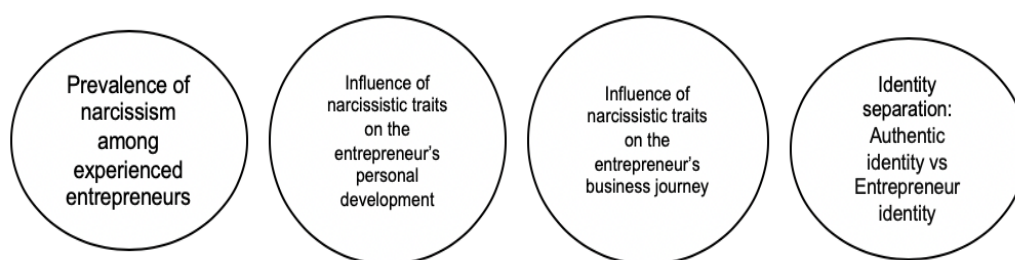 Prevalence of
narcissism
among
experienced
entrepreneurs
Influence of
narcissistic traits
on the
entrepreneur's
personal
development
Influence of
narcissistic traits
on the
entrepreneur's
business journey
Identity
separation:
Authentic
identity vs
Entrepreneur
identity